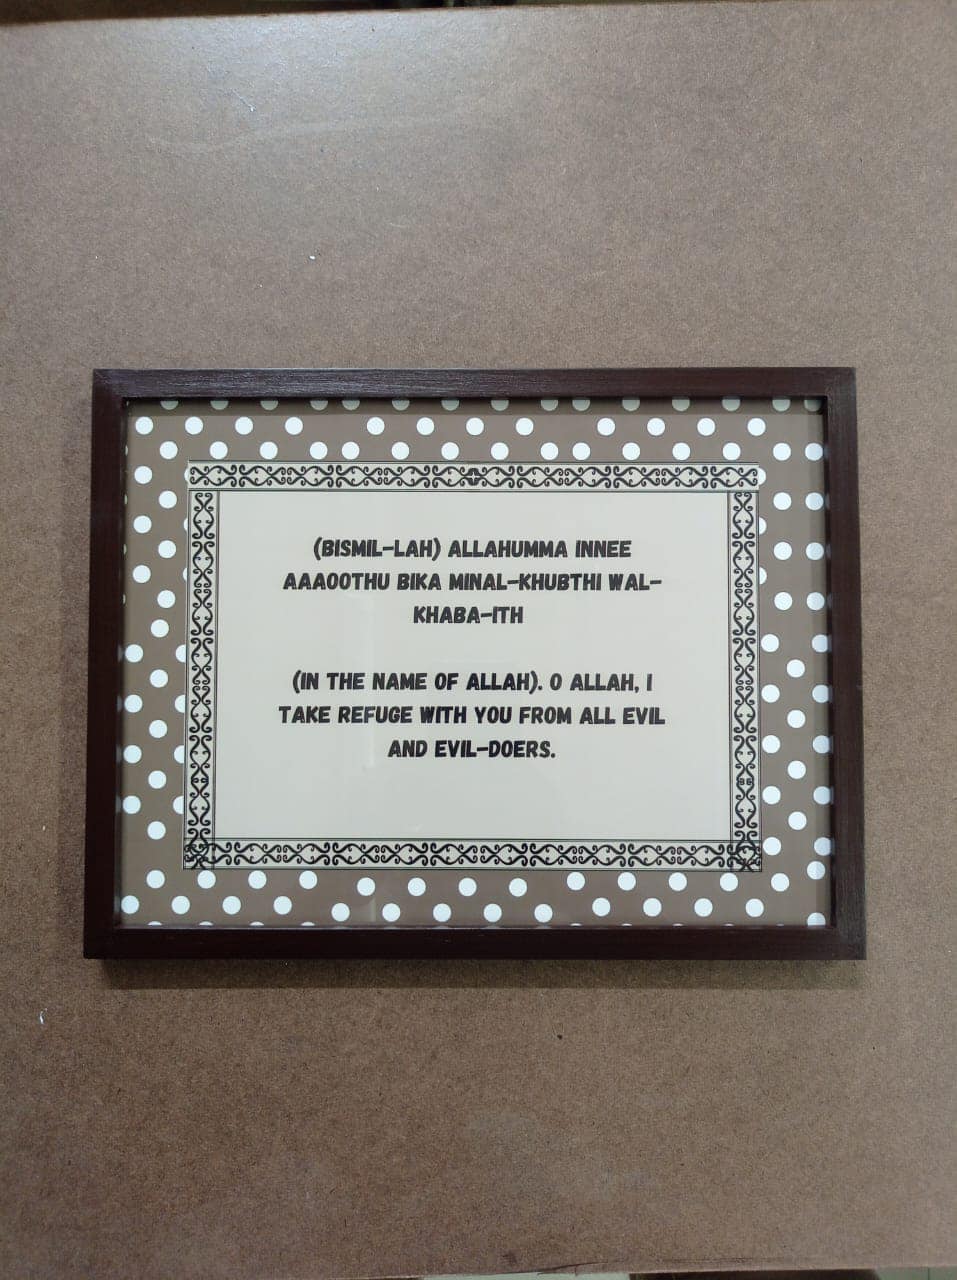 (BISMIL-LAH) ALLAHUMMA INNEE
AAAOOTHU BIKA MINAL-KHUBTHI WAL-
KHABA-ITH
(IN THE NAME OF ALLAH). O ALLAH, I
TAKE REFUGE WITH YOU FROM ALL EVIL
AND EVIL-DOERS.